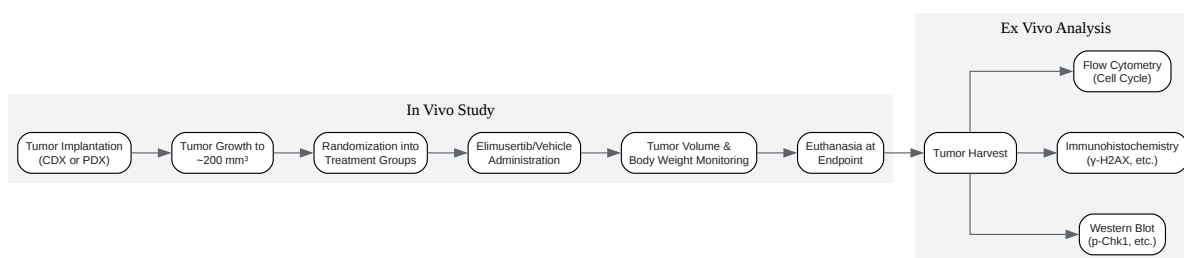 In Vivo Study
Tumor Implantation
(CDX or PDX)
Tumor Growth to
~200 mm³
Randomization into
Treatment Groups
Elimusertib/Vehicle
Administration
Tumor Volume &
Body Weight Monitoring
Euthanasia at
Endpoint
Ex Vivo Analysis
Tumor Harvest
Flow Cytometry
(Cell Cycle)
Immunohistochemistry
(γ-H2AX, etc.)
Western Blot
(p-Chk1, etc.)